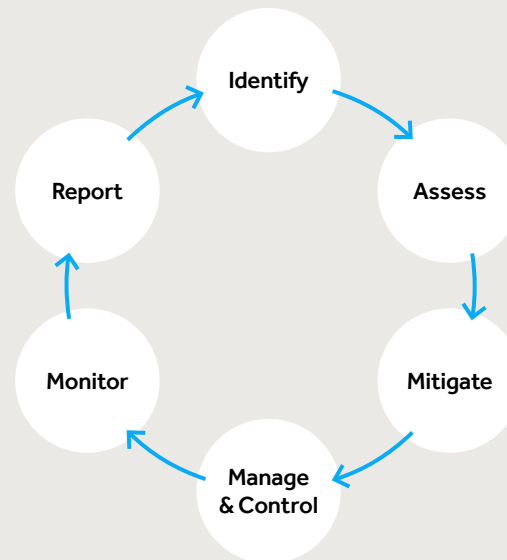 Identify
Assess
Mitigate
Manage
& Control
Monitor
Report